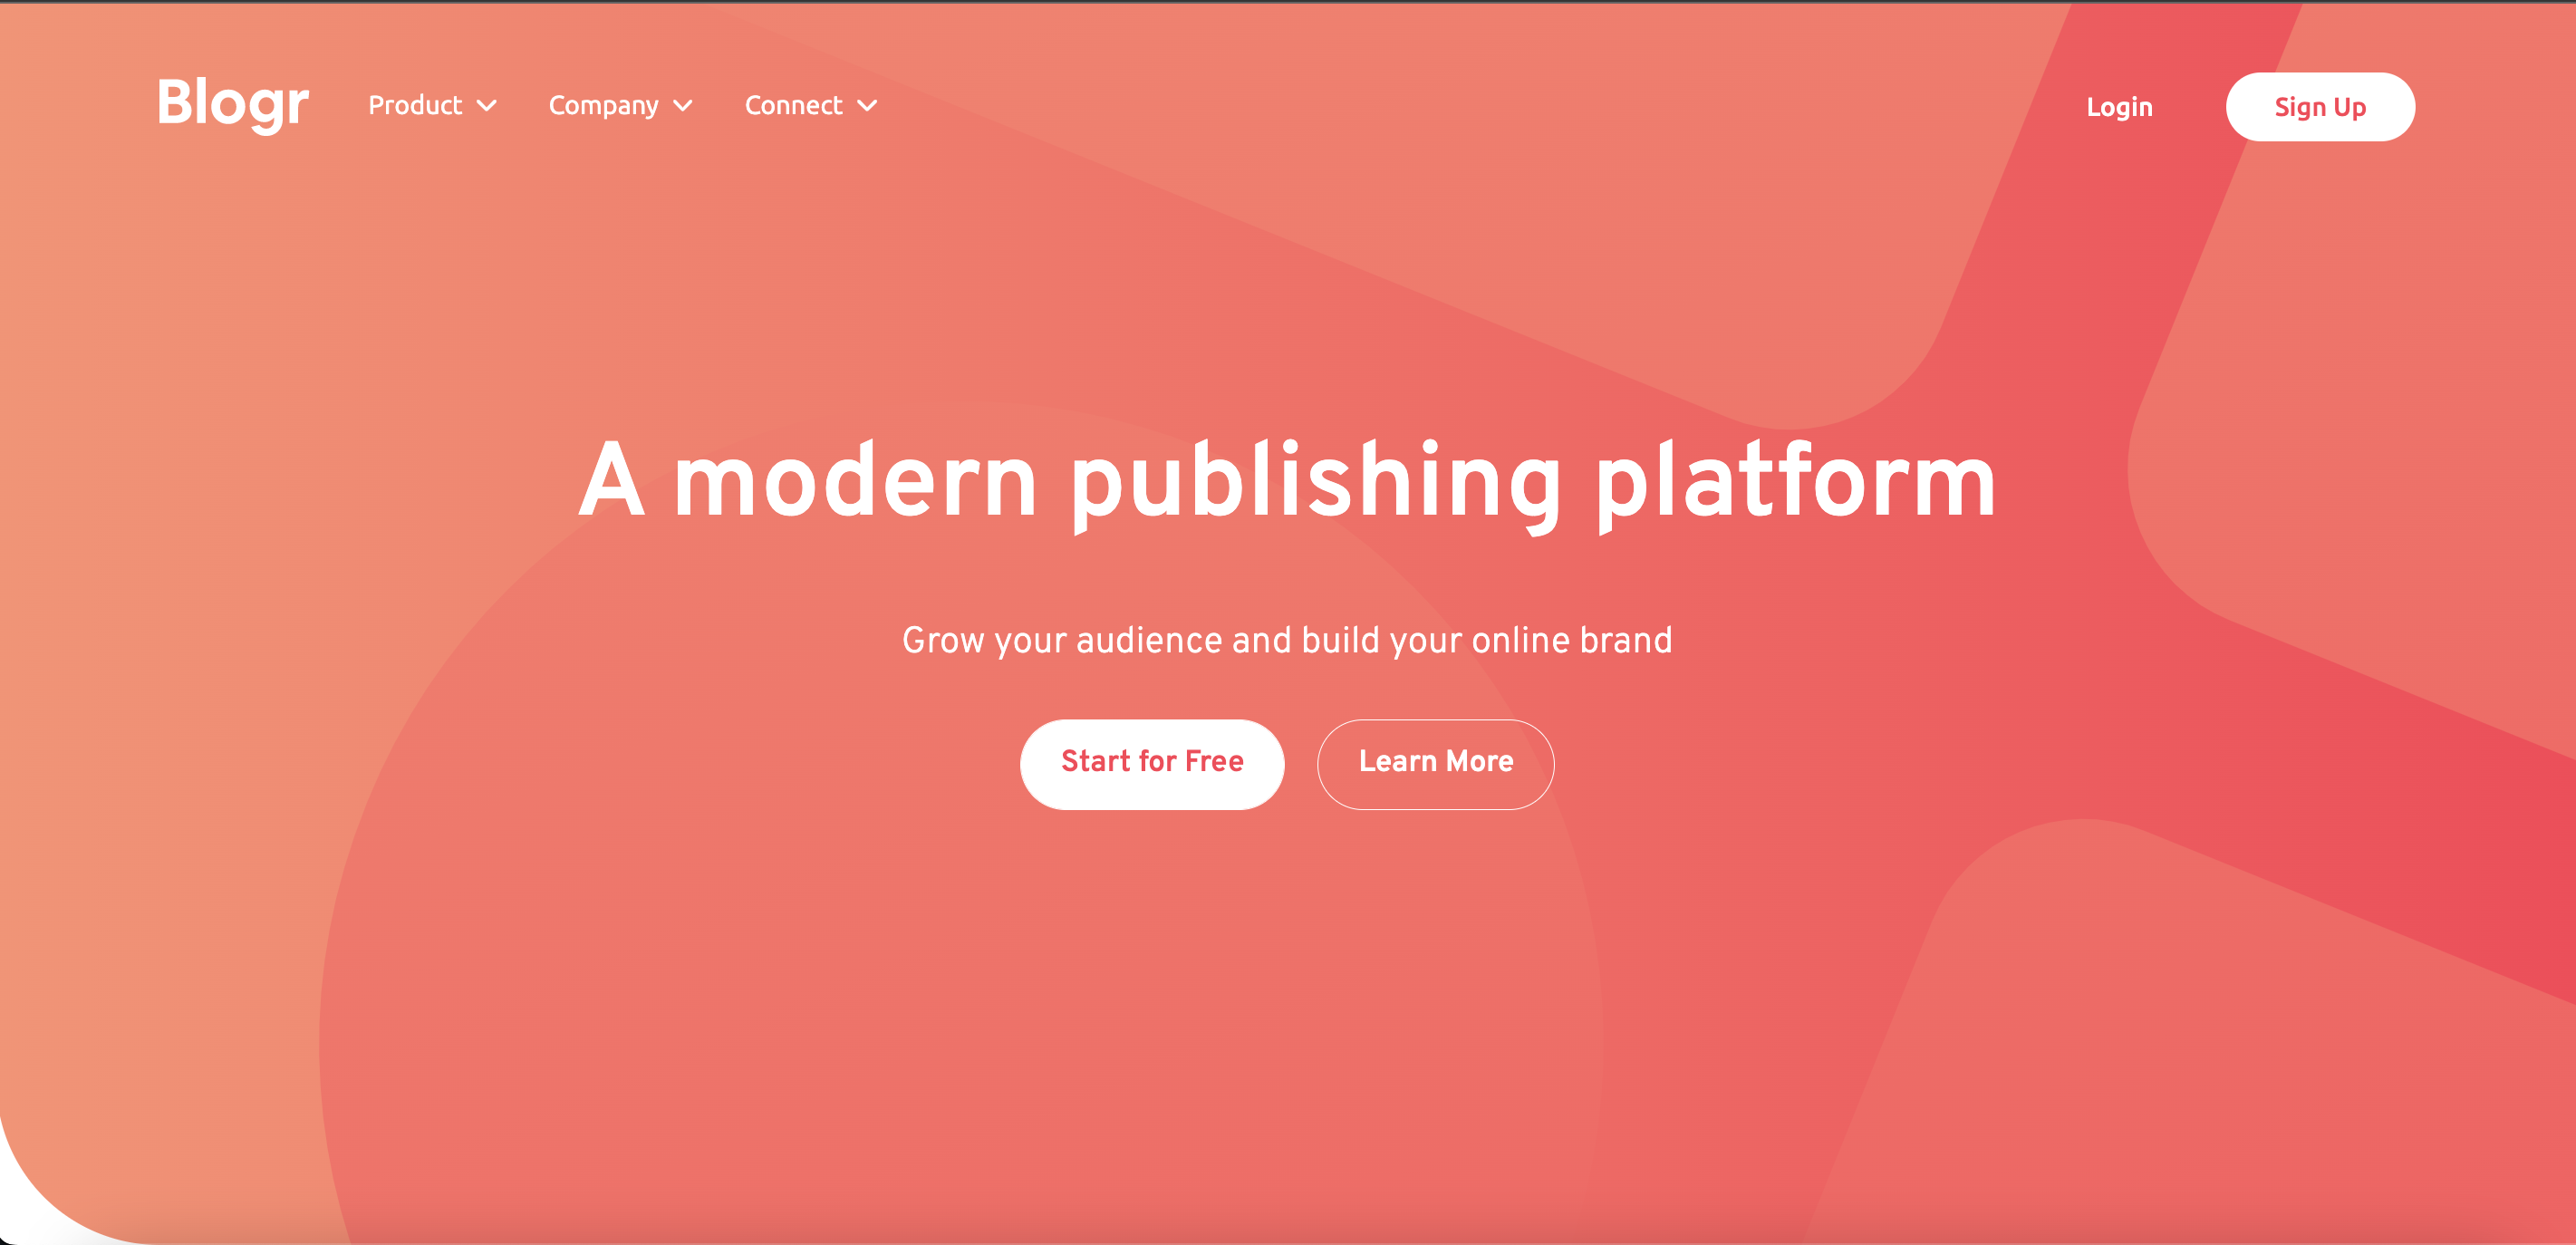 Blogr Product Company Connect Login Sign Up
A modern publishing platform
Grow your audience and build your online brand
Start for Free Learn More